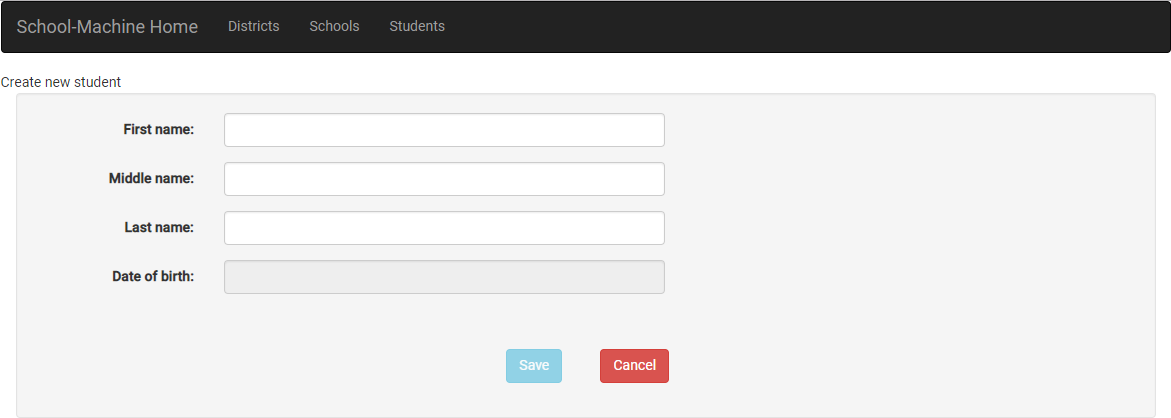 School-Machine Home Districts Schools Students
Create new student
First name:
Middle name:
Last name:
Date of birth:
Save Cancel